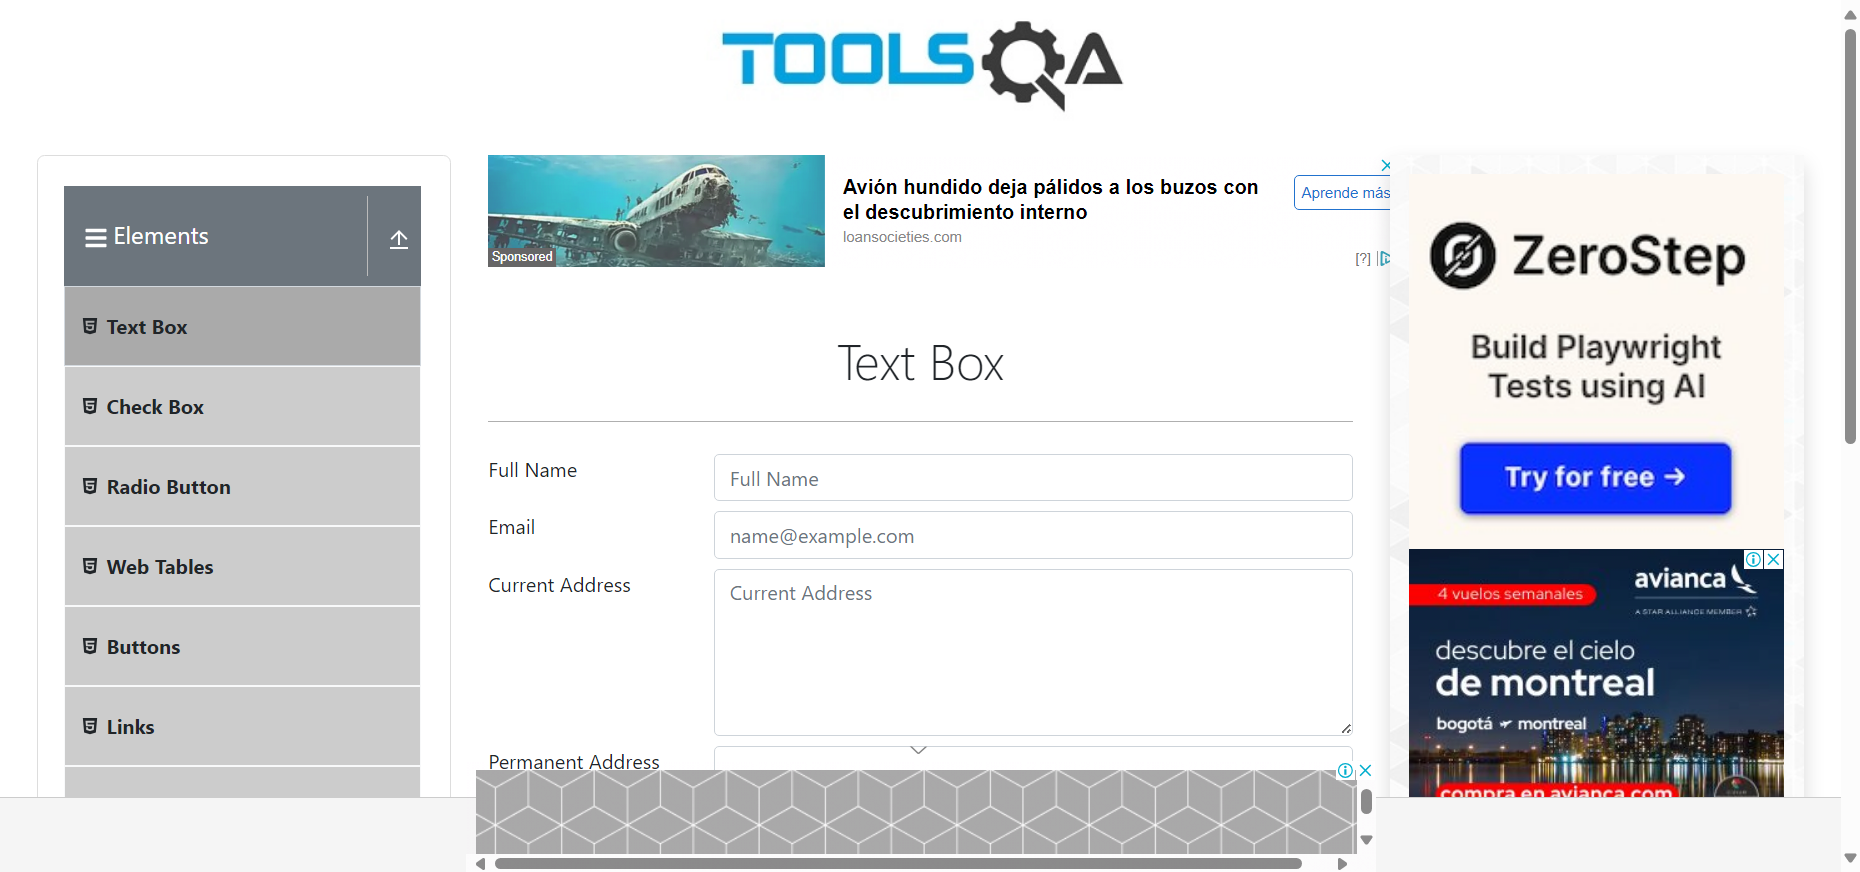 TOOLSQA
Elements
Text Box
Check Box
Radio Button
Web Tables
Buttons
Links
Sponsored
Avión hundido deja pálidos a los buzos con
el descubrimiento interno
loansocieties.com
Aprende más
[?]
Text Box
Full Name
Full Name
Email
name@example.com
Current Address
Current Address
Permanent Address
ZeroStep
Build Playwright
Tests using AI
Try for free →
avianca
A STAR ALLIANCE MEMBER
4 vuelos semanales
descubre el cielo
de montreal
bogotá montreal
compra en avianca.com